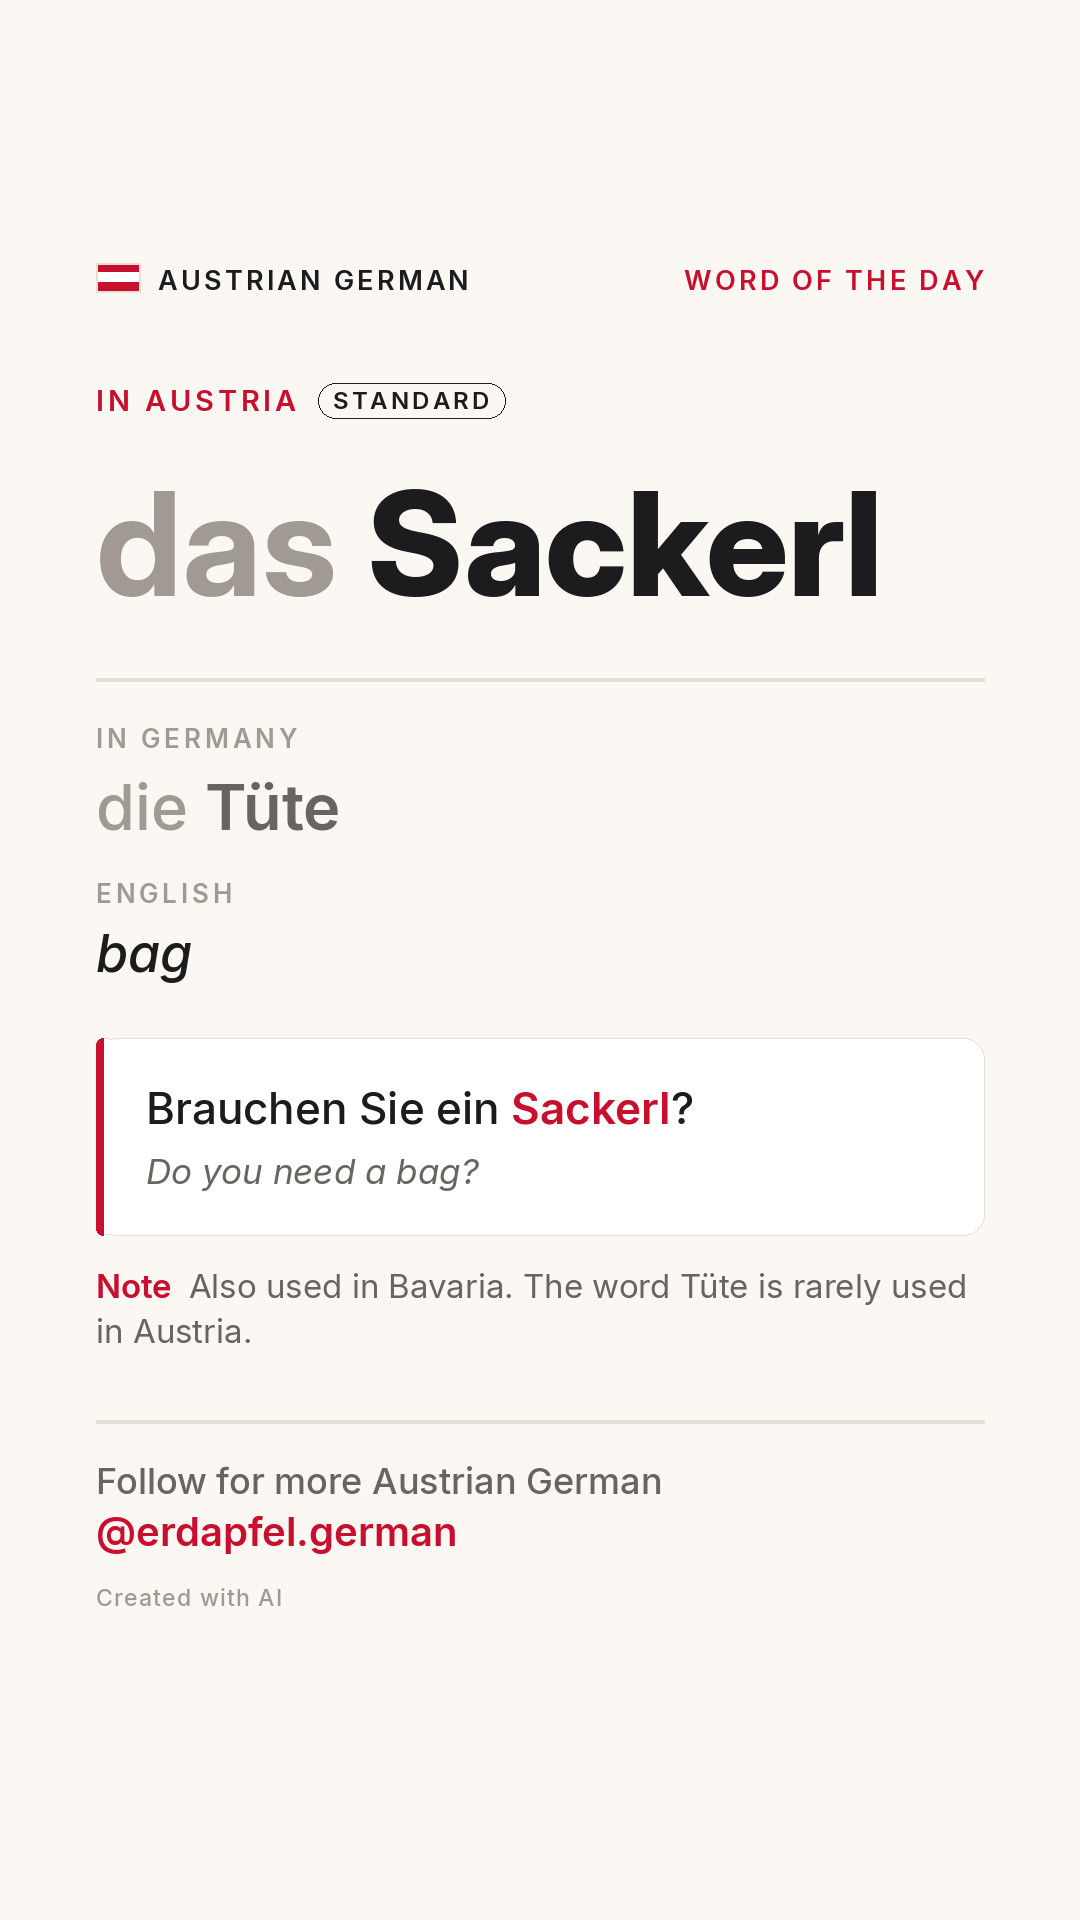 AUSTRIAN GERMAN
WORD OF THE DAY
IN AUSTRIA STANDARD
das Sackerl
IN GERMANY
die Tüte
ENGLISH
bag
Brauchen Sie ein Sackerl?
Do you need a bag?
Note Also used in Bavaria. The word Tüte is rarely used
in Austria.
Follow for more Austrian German
@erdapfel.german
Created with AI